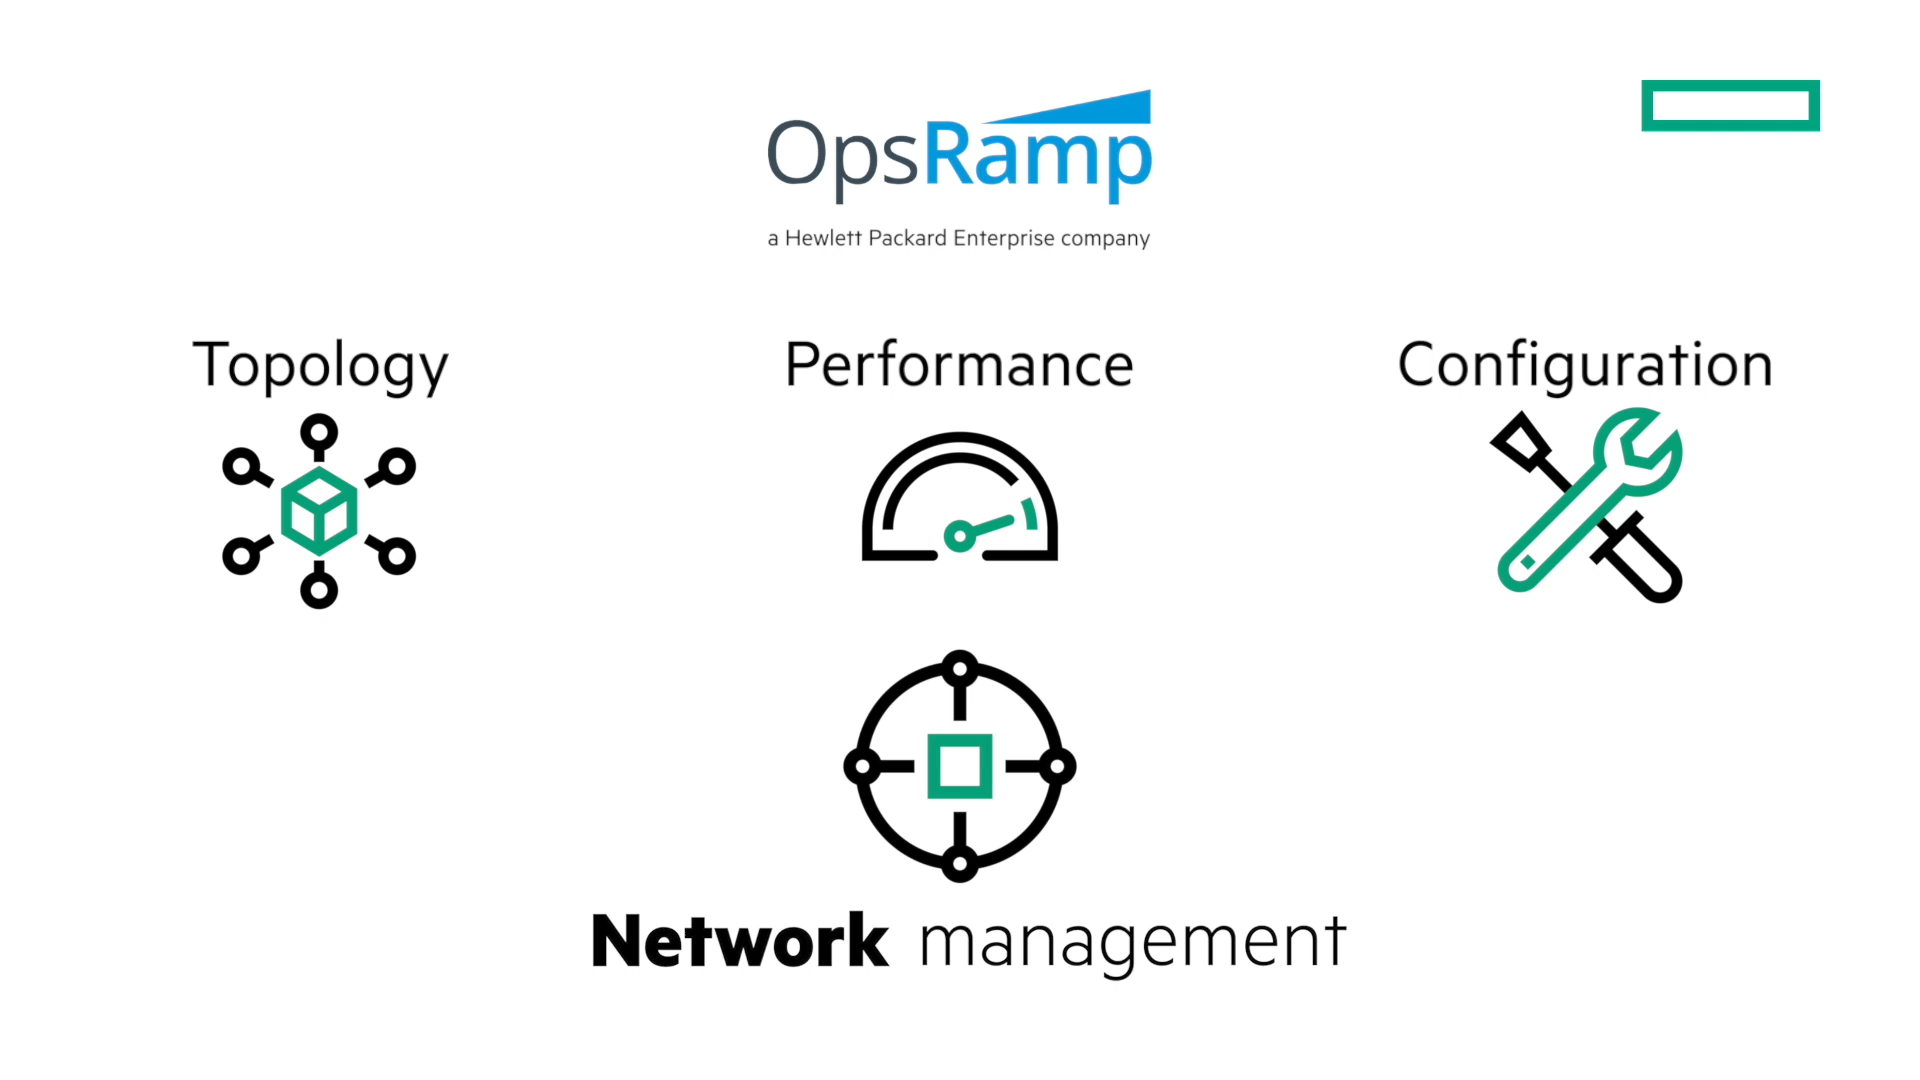 OpsRamp
a Hewlett Packard Enterprise company
Topology
Performance
Configuration
Network management